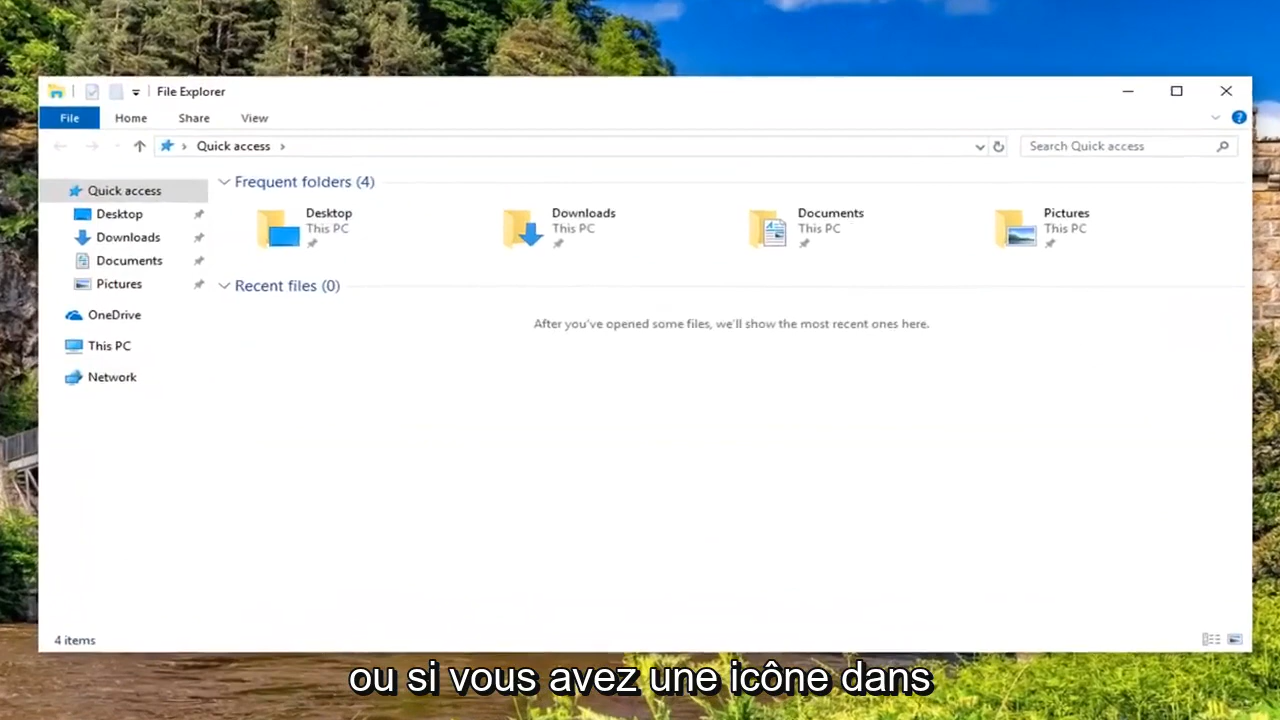 File Explorer
File Home Share View
Quick access
Search Quick access
Quick access
Desktop
Downloads
Documents
Pictures
OneDrive
This PC
Network
Frequent folders (4)
Desktop
This PC
Downloads
This PC
Documents
This PC
Pictures
This PC
Recent files (0)
After you've opened some files, we'll show the most recent ones here.
4 items
ou si vous avez une icône dans